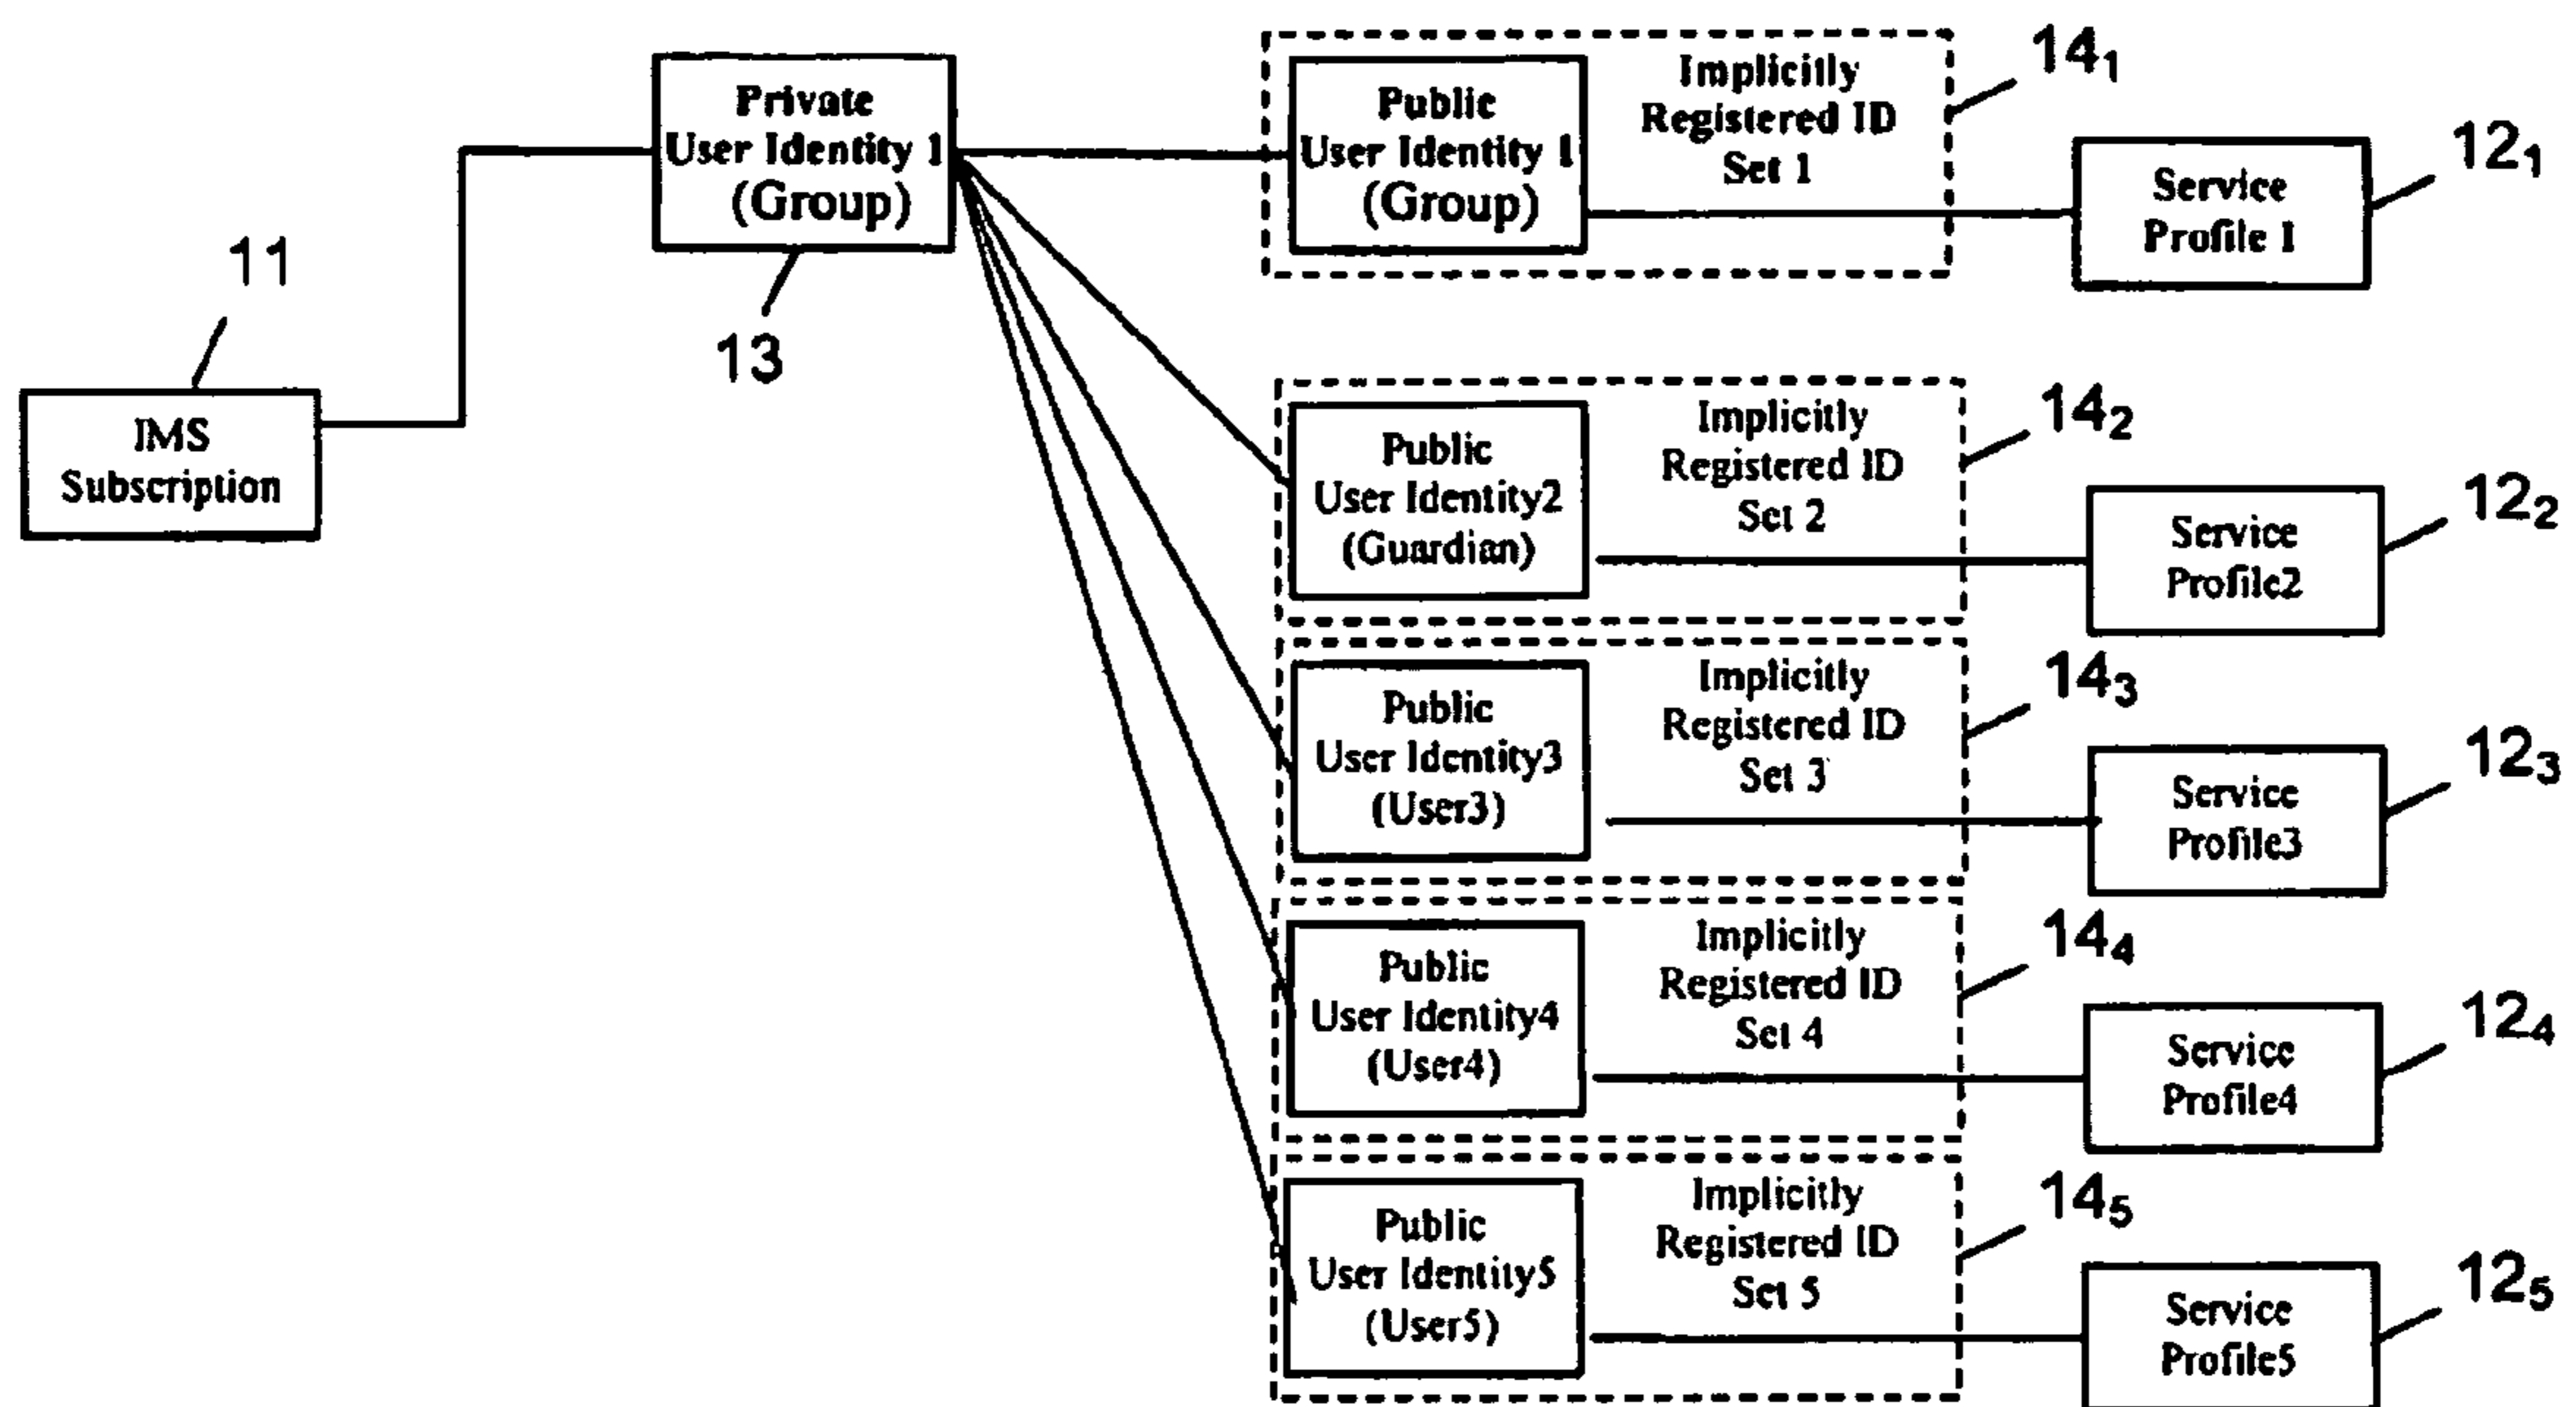 11
IMS
Subscription
Private
User Identity 1
(Group)
13
Public
User Identity 1
(Group)
Implicitly
Registered ID
Set 1
14₁
Service
Profile 1
12₁
Public
User Identity2
(Guardian)
Implicitly
Registered ID
Set 2
14₂
Service
Profile2
12₂
Public
User Identity3
(User3)
Implicitly
Registered ID
Set 3
14₃
Service
Profile3
12₃
Public
User Identity4
(User4)
Implicitly
Registered ID
Set 4
14₄
Service
Profile4
12₄
Public
User Identity5
(User5)
Implicitly
Registered ID
Set 5
14₅
Service
Profile5
12₅